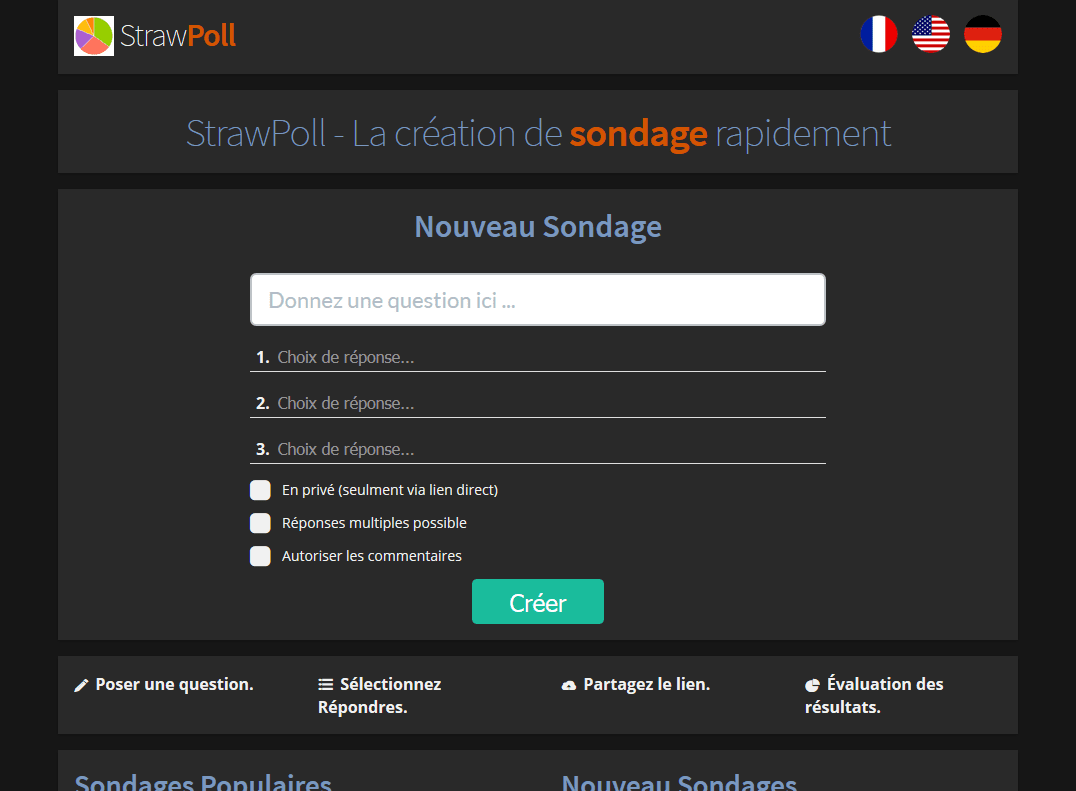 StrawPoll
StrawPoll - La création de sondage rapidement
Nouveau Sondage
Donnez une question ici ...
1. Choix de réponse...
2. Choix de réponse...
3. Choix de réponse...
En privé (seulment via lien direct)
Réponses multiples possible
Autoriser les commentaires
Créer
Poser une question.
Sélectionnez
Répondres.
Partagez le lien.
Évaluation des
résultats.
Sondages Populaires
Nouveau Sondages